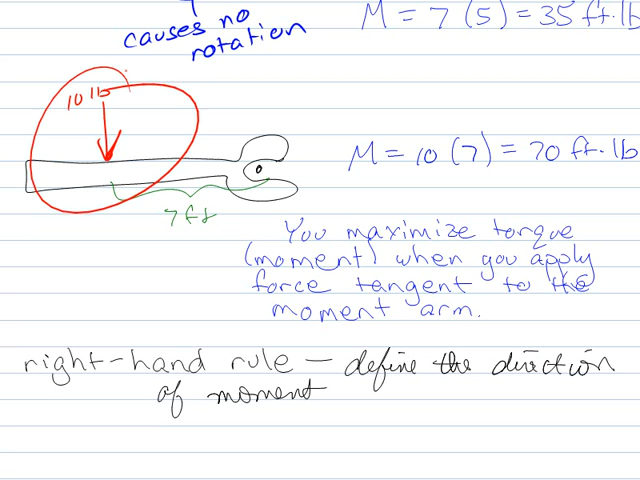 causes no
rotation
M = 7 (5) = 35 ft·lb
10 lb
7 ft
M = 10 (7) = 70 ft·lb
You maximize torque
(moment) when you apply
force tangent to the
moment arm.
right-hand rule — define the direction
of moment